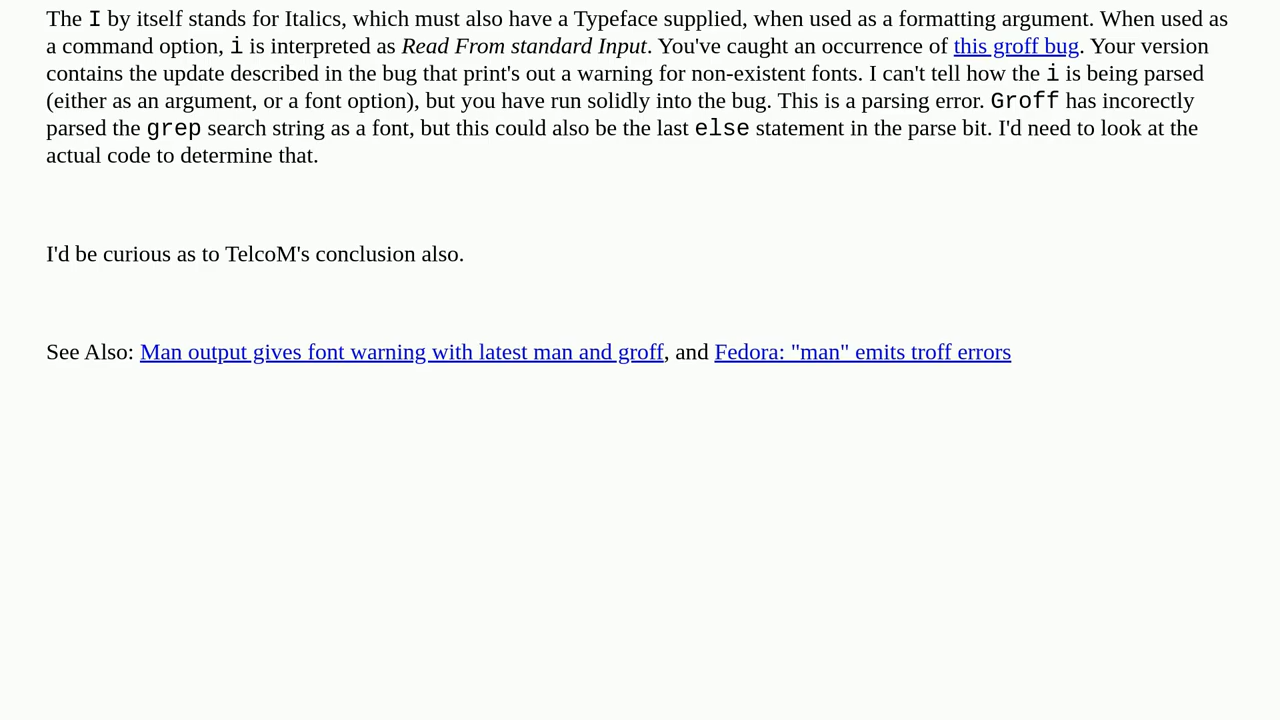 The I by itself stands for Italics, which must also have a Typeface supplied, when used as a formatting argument. When used as
a command option, i is interpreted as Read From standard Input. You've caught an occurrence of this groff bug. Your version
contains the update described in the bug that print's out a warning for non-existent fonts. I can't tell how the i is being parsed
(either as an argument, or a font option), but you have run solidly into the bug. This is a parsing error. Groff has incorectly
parsed the grep search string as a font, but this could also be the last else statement in the parse bit. I'd need to look at the
actual code to determine that.
I'd be curious as to TelcoM's conclusion also.
See Also: Man output gives font warning with latest man and groff, and Fedora: "man" emits troff errors